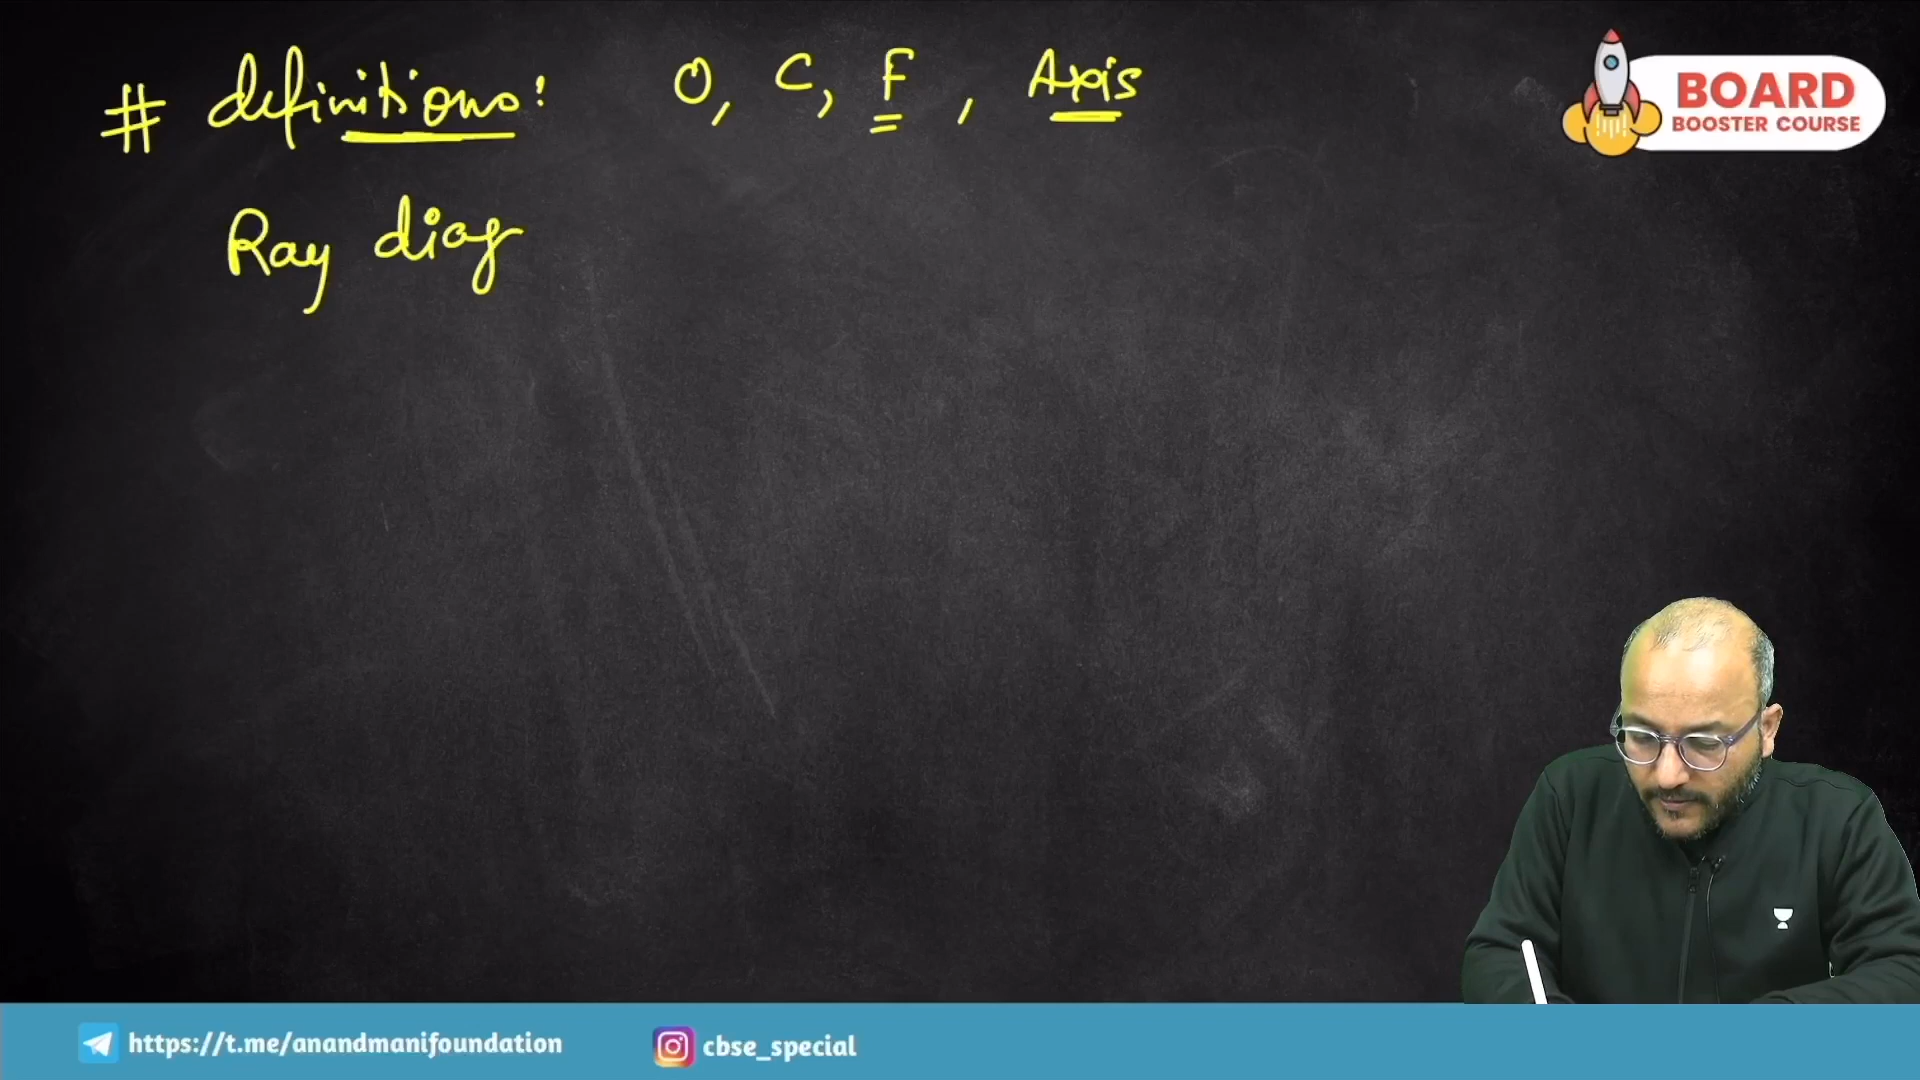 # definitions: O, C, F, Axis
Ray diag
BOARD
BOOSTER COURSE
https://t.me/anandmanifoundation
cbse_special